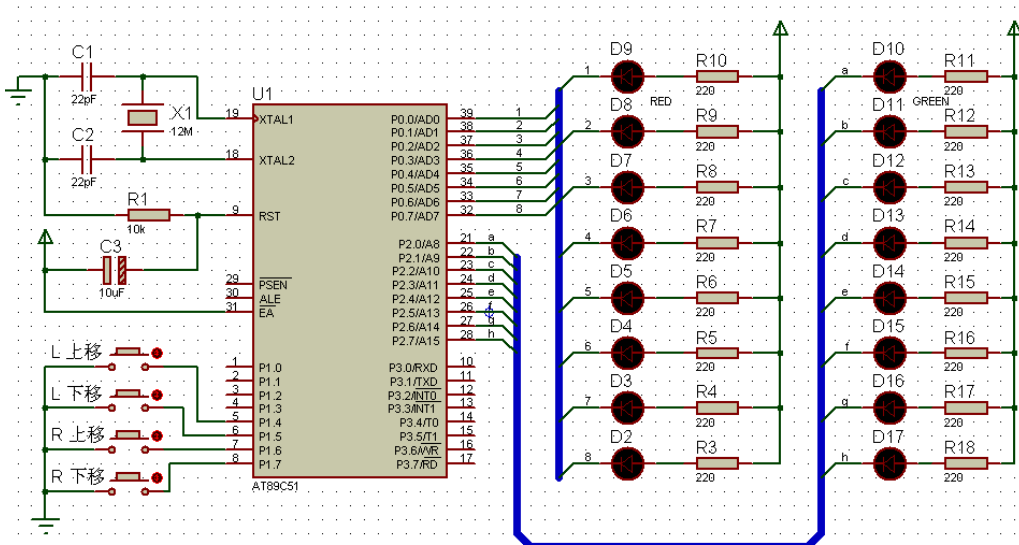 C1
22pF
X1
12M
C2
22pF
R1
10k
C3
10uF
U1
19 XTAL1
18 XTAL2
9 RST
29 PSEN
30 ALE
31 EA
1 P1.0
2 P1.1
3 P1.2
4 P1.3
5 P1.4
6 P1.5
7 P1.6
8 P1.7
P0.0/AD0 39 1
P0.1/AD1 38 2
P0.2/AD2 37 3
P0.3/AD3 36 4
P0.4/AD4 35 5
P0.5/AD5 34 6
P0.6/AD6 33 7
P0.7/AD7 32 8
P2.0/A8 21 a
P2.1/A9 22 b
P2.2/A10 23 c
P2.3/A11 24 d
P2.4/A12 25 e
P2.5/A13 26 f
P2.6/A14 27 g
P2.7/A15 28 h
P3.0/RXD 10
P3.1/TXD 11
P3.2/INT0 12
P3.3/INT1 13
P3.4/T0 14
P3.5/T1 15
P3.6/WR 16
P3.7/RD 17
AT89C51
L 上移
L 下移
R 上移
R 下移
1 D9 R10 220
RED
2 D8 R9 220
3 D7 R8 220
4 D6 R7 220
5 D5 R6 220
6 D4 R5 220
7 D3 R4 220
8 D2 R3 220
a D10 R11 220
GREEN
b D11 R12 220
c D12 R13 220
d D13 R14 220
e D14 R15 220
f D15 R16 220
g D16 R17 220
h D17 R18 220